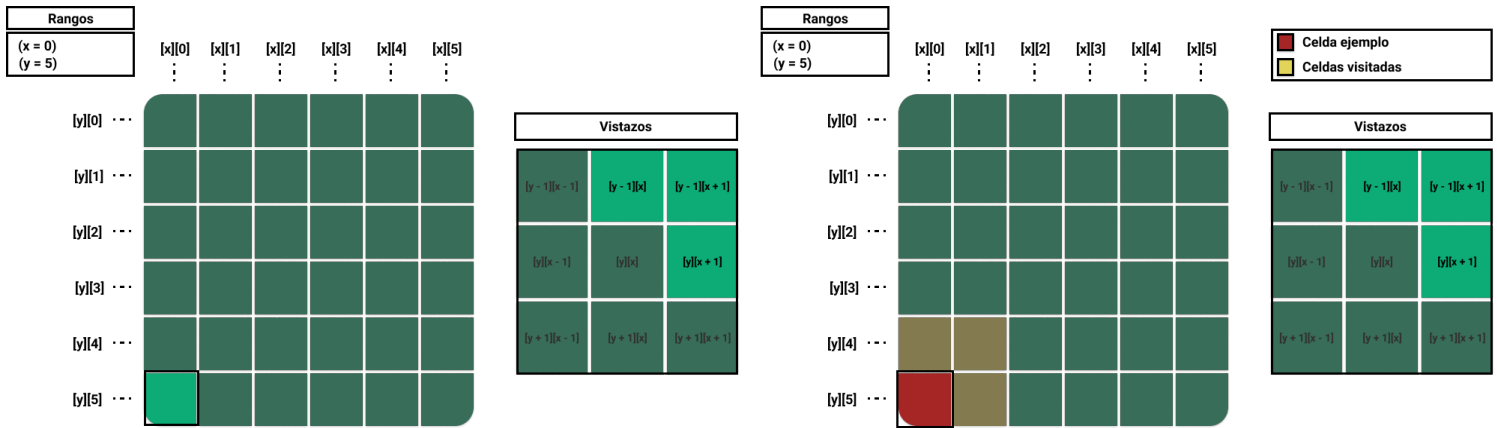 Rangos
(x = 0)
(y = 5)
[x][0] [x][1] [x][2] [x][3] [x][4] [x][5]
[y][0]
[y][1]
[y][2]
[y][3]
[y][4]
[y][5]
Vistazos
[y - 1][x - 1] [y - 1][x] [y - 1][x + 1]
[y][x - 1] [y][x] [y][x + 1]
[y + 1][x - 1] [y + 1][x] [y + 1][x + 1]
Rangos
(x = 0)
(y = 5)
[x][0] [x][1] [x][2] [x][3] [x][4] [x][5]
[y][0]
[y][1]
[y][2]
[y][3]
[y][4]
[y][5]
Celda ejemplo
Celdas visitadas
Vistazos
[y - 1][x - 1] [y - 1][x] [y - 1][x + 1]
[y][x - 1] [y][x] [y][x + 1]
[y + 1][x - 1] [y + 1][x] [y + 1][x + 1]